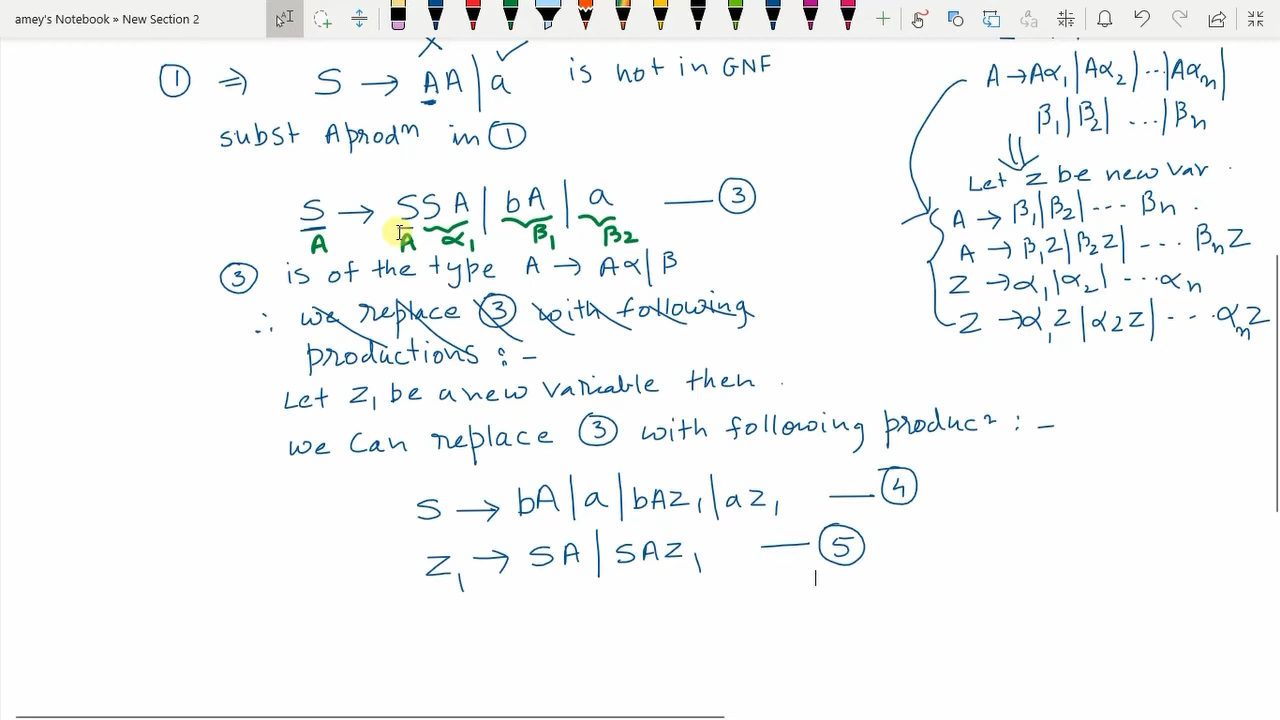 amey's Notebook » New Section 2
① ⇒ S → AA | a is not in GNF
subst A prodⁿ in ①
S → SSA | bA | a — ③
A A α₁ β₁ β₂
③ is of the type A → Aα | β
∴ we replace ③ with following
productions :-
Let Z₁ be a new variable then
we can replace ③ with following produc² : -
S → bA | a | bAZ₁ | aZ₁ — ④
Z₁ → SA | SAZ₁ — ⑤
A → Aα₁ | Aα₂ | ... | Aαₙ |
β₁ | β₂ | ... | βₙ
⇓
Let Z be new var .
A → β₁ | β₂ | ... βₙ .
A → β₁Z | β₂Z | ... βₙZ
Z → α₁ | α₂ | ... αₙ
Z → α₁Z | α₂Z | ... αₙZ